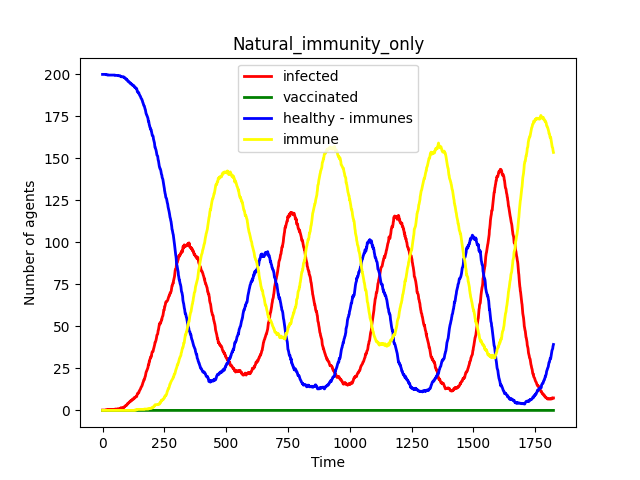 Natural_immunity_only
infected
vaccinated
healthy - immunes
immune
200
175
150
125
100
75
50
25
0
Number of agents
0 250 500 750 1000 1250 1500 1750
Time